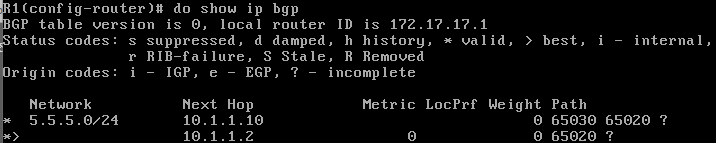 R1(config-router)# do show ip bgp
BGP table version is 0, local router ID is 172.17.17.1
Status codes: s suppressed, d damped, h history, * valid, > best, i - internal,
              r RIB-failure, S Stale, R Removed
Origin codes: i - IGP, e - EGP, ? - incomplete

   Network          Next Hop            Metric LocPrf Weight Path
*  5.5.5.0/24       10.1.1.10                              0 65030 65020 ?
*>                  10.1.1.2                 0             0 65020 ?